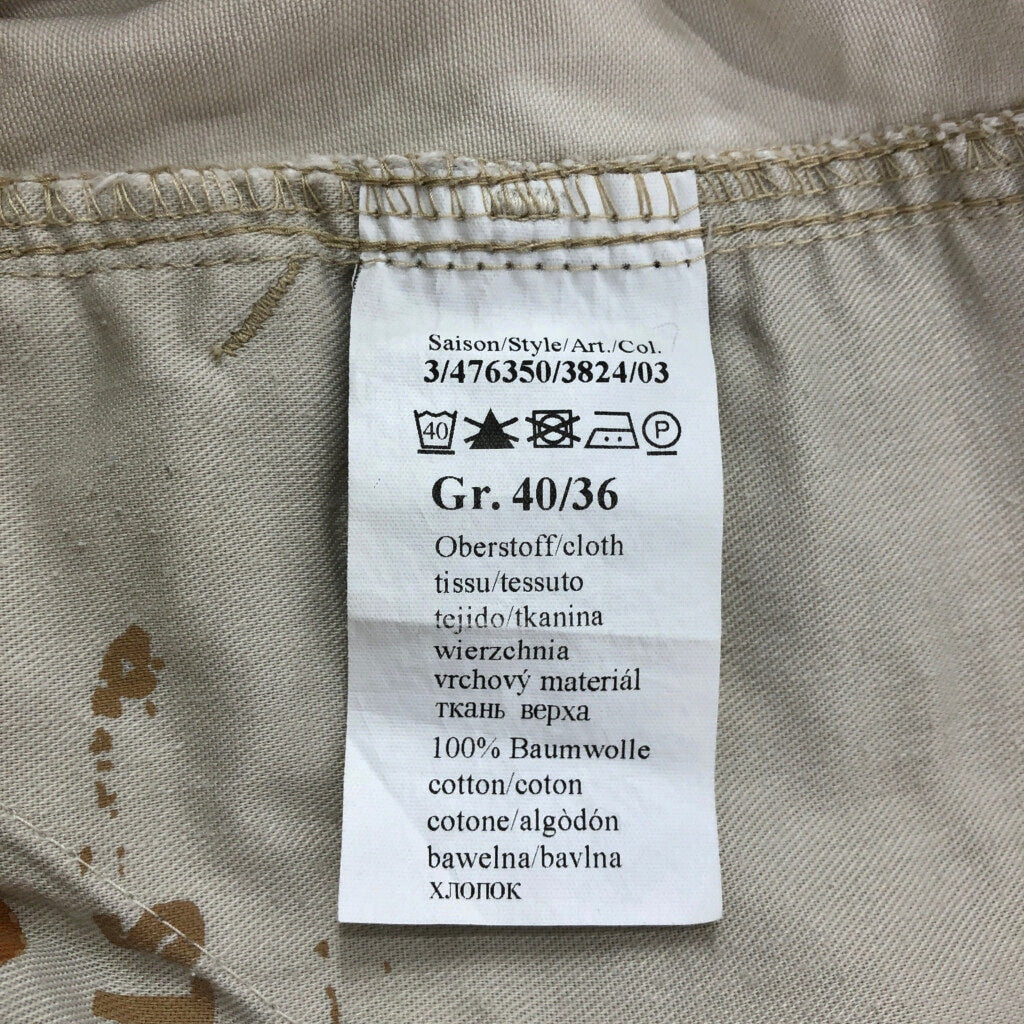 Saison/Style/Art./Col.
3/476350/3824/03
40 P
Gr. 40/36
Oberstoff/cloth
tissu/tessuto
tejido/tkanina
wierzchnia
vrchový materiál
ткань верха
100% Baumwolle
cotton/coton
cotone/algòdón
bawelna/bavlna
хлопок